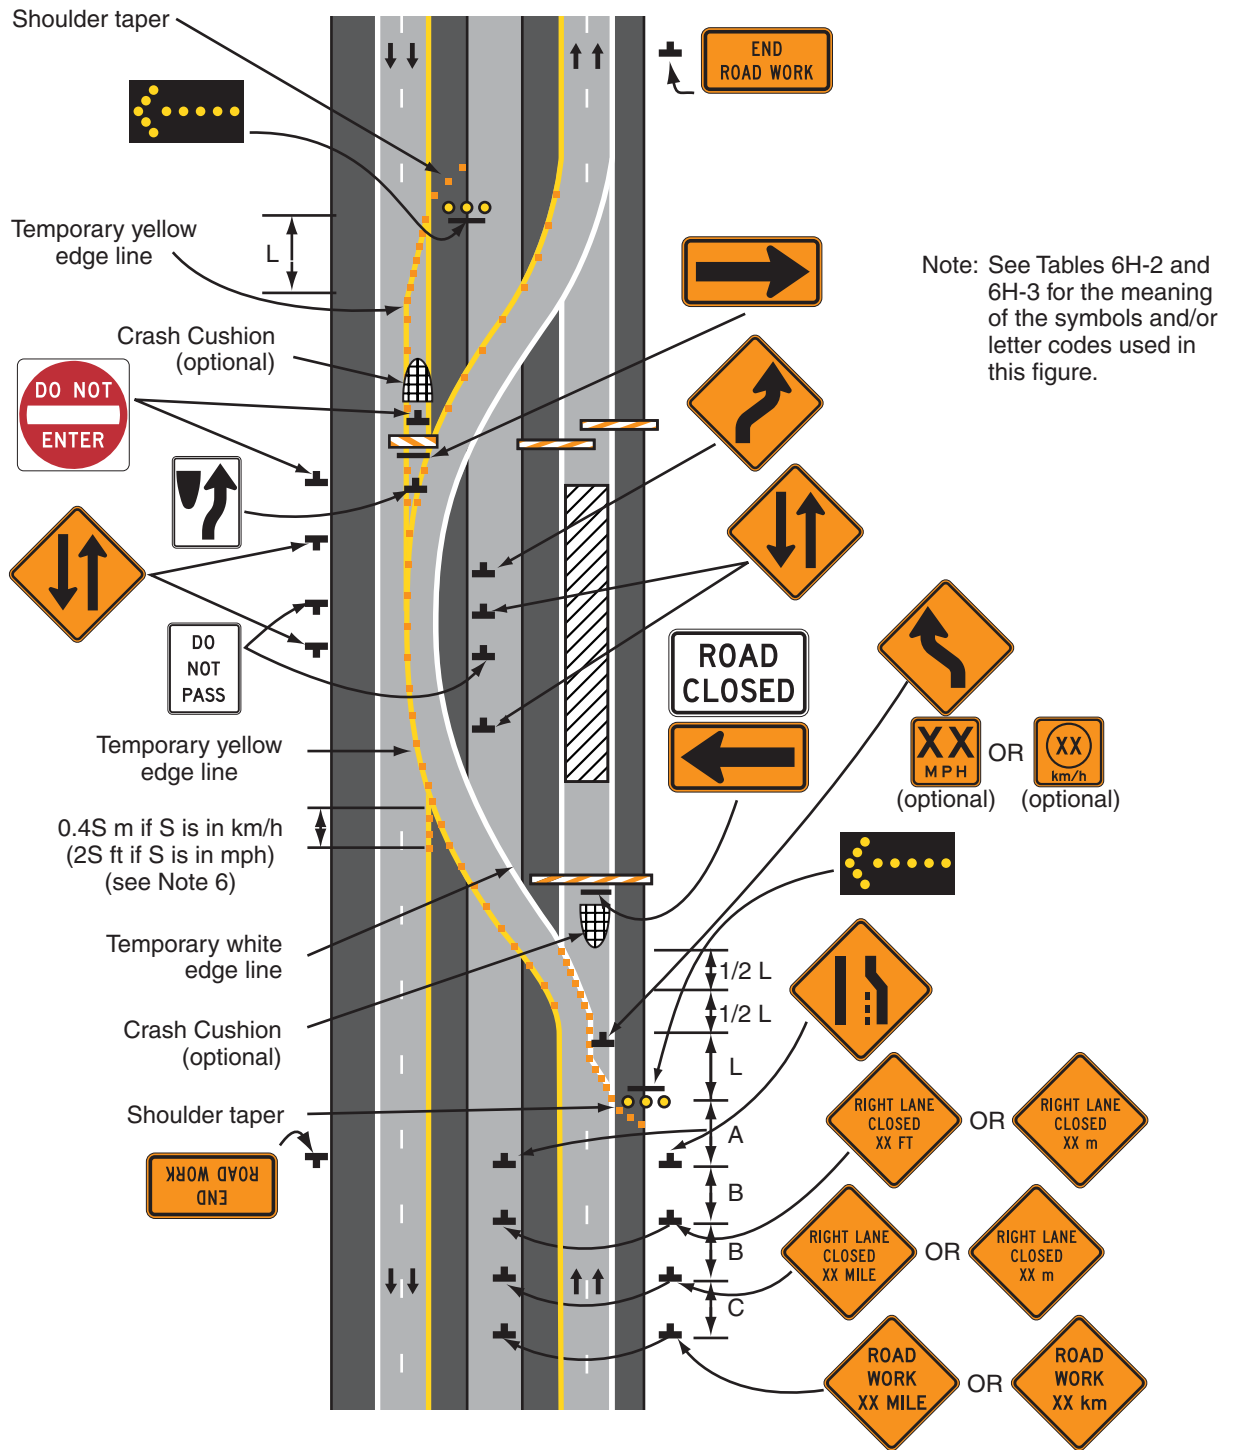 Shoulder taper
END
ROAD WORK
Temporary yellow
edge line
L
Note: See Tables 6H-2 and
6H-3 for the meaning
of the symbols and/or
letter codes used in
this figure.
Crash Cushion
(optional)
DO NOT
ENTER
DO
NOT
PASS
ROAD
CLOSED
XX
MPH
(optional)
OR
XX
km/h
(optional)
Temporary yellow
edge line
0.4S m if S is in km/h
(2S ft if S is in mph)
(see Note 6)
Temporary white
edge line
1/2 L
1/2 L
Crash Cushion
(optional)
L
Shoulder taper
A
RIGHT LANE
CLOSED
XX FT
OR
RIGHT LANE
CLOSED
XX m
END
ROAD WORK
B
B
RIGHT LANE
CLOSED
XX MILE
OR
RIGHT LANE
CLOSED
XX m
C
ROAD
WORK
XX MILE
OR
ROAD
WORK
XX km